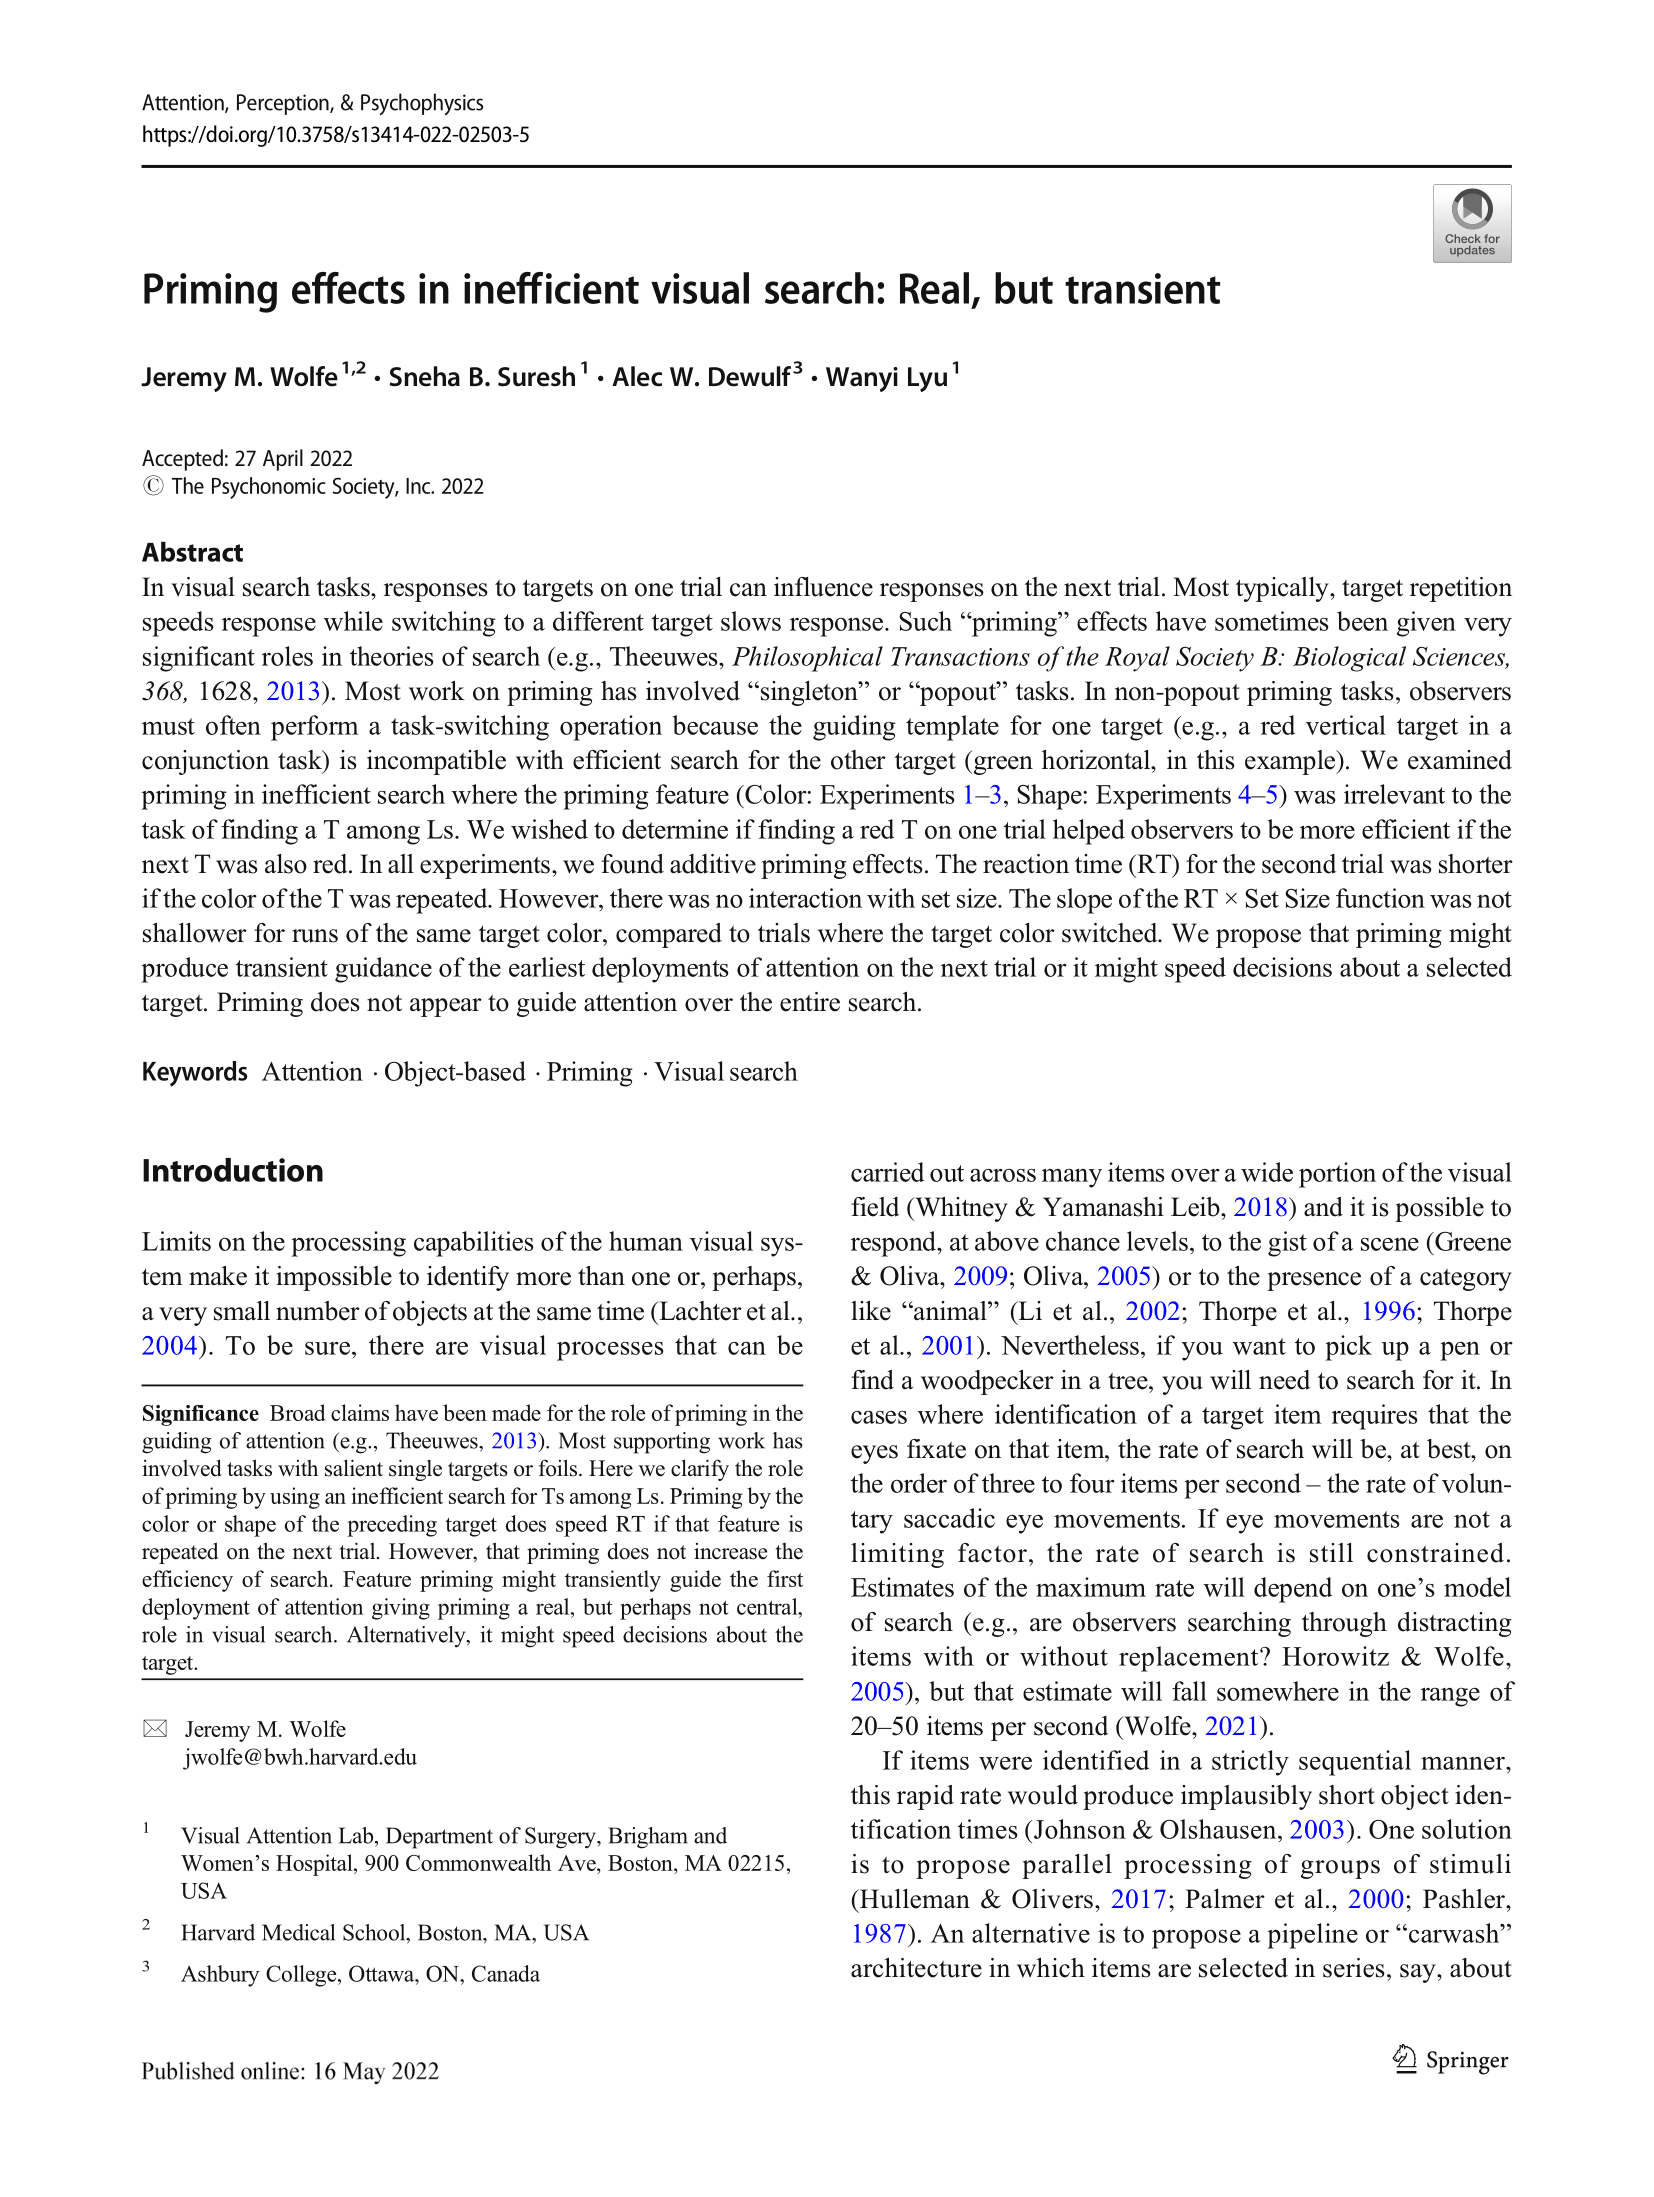 Attention, Perception, & Psychophysics
https://doi.org/10.3758/s13414-022-02503-5
Check for
updates
Priming effects in inefficient visual search: Real, but transient
Jeremy M. Wolfe 1,2 · Sneha B. Suresh 1 · Alec W. Dewulf 3 · Wanyi Lyu 1
Accepted: 27 April 2022
© The Psychonomic Society, Inc. 2022
Abstract
In visual search tasks, responses to targets on one trial can influence responses on the next trial. Most typically, target repetition
speeds response while switching to a different target slows response. Such “priming” effects have sometimes been given very
significant roles in theories of search (e.g., Theeuwes, Philosophical Transactions of the Royal Society B: Biological Sciences,
368, 1628, 2013). Most work on priming has involved “singleton” or “popout” tasks. In non-popout priming tasks, observers
must often perform a task-switching operation because the guiding template for one target (e.g., a red vertical target in a
conjunction task) is incompatible with efficient search for the other target (green horizontal, in this example). We examined
priming in inefficient search where the priming feature (Color: Experiments 1–3, Shape: Experiments 4–5) was irrelevant to the
task of finding a T among Ls. We wished to determine if finding a red T on one trial helped observers to be more efficient if the
next T was also red. In all experiments, we found additive priming effects. The reaction time (RT) for the second trial was shorter
if the color of the T was repeated. However, there was no interaction with set size. The slope of the RT × Set Size function was not
shallower for runs of the same target color, compared to trials where the target color switched. We propose that priming might
produce transient guidance of the earliest deployments of attention on the next trial or it might speed decisions about a selected
target. Priming does not appear to guide attention over the entire search.
Keywords Attention · Object-based · Priming · Visual search
Introduction
Limits on the processing capabilities of the human visual sys-
tem make it impossible to identify more than one or, perhaps,
a very small number of objects at the same time (Lachter et al.,
2004). To be sure, there are visual processes that can be
Significance Broad claims have been made for the role of priming in the
guiding of attention (e.g., Theeuwes, 2013). Most supporting work has
involved tasks with salient single targets or foils. Here we clarify the role
of priming by using an inefficient search for Ts among Ls. Priming by the
color or shape of the preceding target does speed RT if that feature is
repeated on the next trial. However, that priming does not increase the
efficiency of search. Feature priming might transiently guide the first
deployment of attention giving priming a real, but perhaps not central,
role in visual search. Alternatively, it might speed decisions about the
target.
Jeremy M. Wolfe
jwolfe@bwh.harvard.edu
1 Visual Attention Lab, Department of Surgery, Brigham and
Women’s Hospital, 900 Commonwealth Ave, Boston, MA 02215,
USA
2 Harvard Medical School, Boston, MA, USA
3 Ashbury College, Ottawa, ON, Canada
carried out across many items over a wide portion of the visual
field (Whitney & Yamanashi Leib, 2018) and it is possible to
respond, at above chance levels, to the gist of a scene (Greene
& Oliva, 2009; Oliva, 2005) or to the presence of a category
like “animal” (Li et al., 2002; Thorpe et al., 1996; Thorpe
et al., 2001). Nevertheless, if you want to pick up a pen or
find a woodpecker in a tree, you will need to search for it. In
cases where identification of a target item requires that the
eyes fixate on that item, the rate of search will be, at best, on
the order of three to four items per second – the rate of volun-
tary saccadic eye movements. If eye movements are not a
limiting factor, the rate of search is still constrained.
Estimates of the maximum rate will depend on one’s model
of search (e.g., are observers searching through distracting
items with or without replacement? Horowitz & Wolfe,
2005), but that estimate will fall somewhere in the range of
20–50 items per second (Wolfe, 2021).
If items were identified in a strictly sequential manner,
this rapid rate would produce implausibly short object iden-
tification times (Johnson & Olshausen, 2003). One solution
is to propose parallel processing of groups of stimuli
(Hulleman & Olivers, 2017; Palmer et al., 2000; Pashler,
1987). An alternative is to propose a pipeline or “carwash”
architecture in which items are selected in series, say, about
Published online: 16 May 2022
Springer